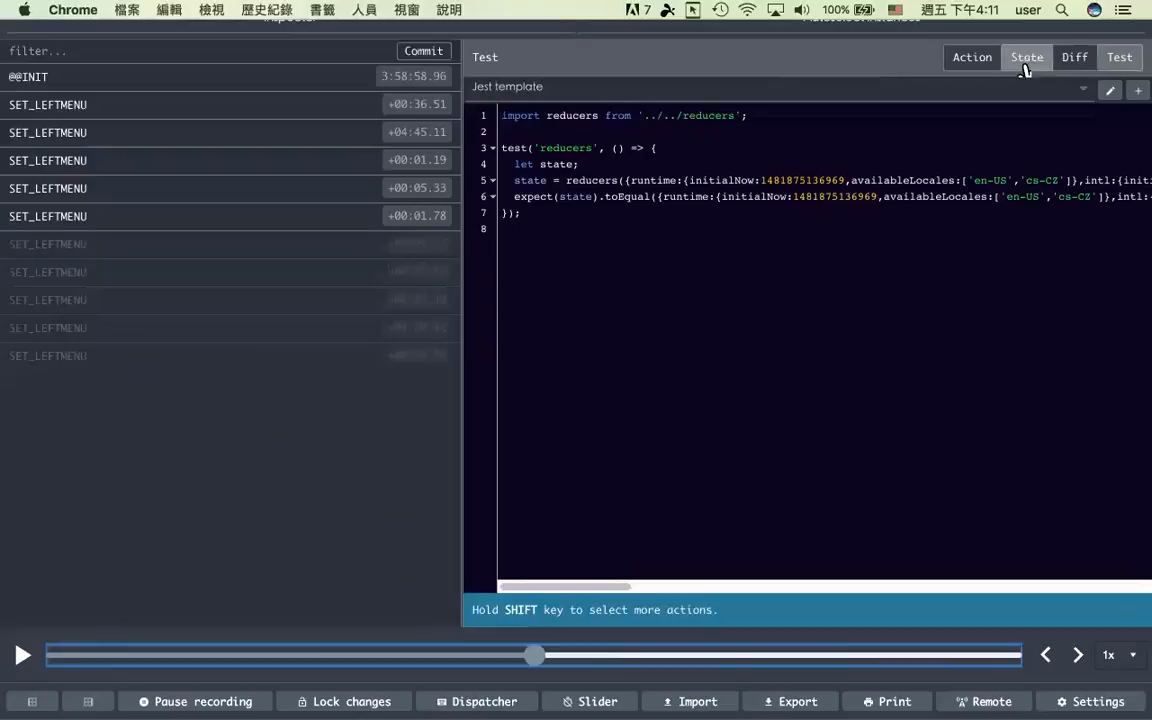 Chrome 檔案 編輯 檢視 歷史紀錄 書籤 人員 視窗 說明 7 100% 週五 下午4:11 user
filter... Commit
@@INIT 3:58:58.96
SET_LEFTMENU +00:36.51
SET_LEFTMENU +04:45.11
SET_LEFTMENU +00:01.19
SET_LEFTMENU +00:05.33
SET_LEFTMENU +00:01.78
SET_LEFTMENU
SET_LEFTMENU
SET_LEFTMENU
SET_LEFTMENU
SET_LEFTMENU
Test Action State Diff Test
Jest template
1 import reducers from '../../reducers';
2
3 test('reducers', () => {
4 let state;
5 state = reducers({runtime:{initialNow:1481875136969,availableLocales:['en-US','cs-CZ']},intl:{initi
6 expect(state).toEqual({runtime:{initialNow:1481875136969,availableLocales:['en-US','cs-CZ']},intl:
7 });
8
Hold SHIFT key to select more actions.
1x
Pause recording Lock changes Dispatcher Slider Import Export Print Remote Settings